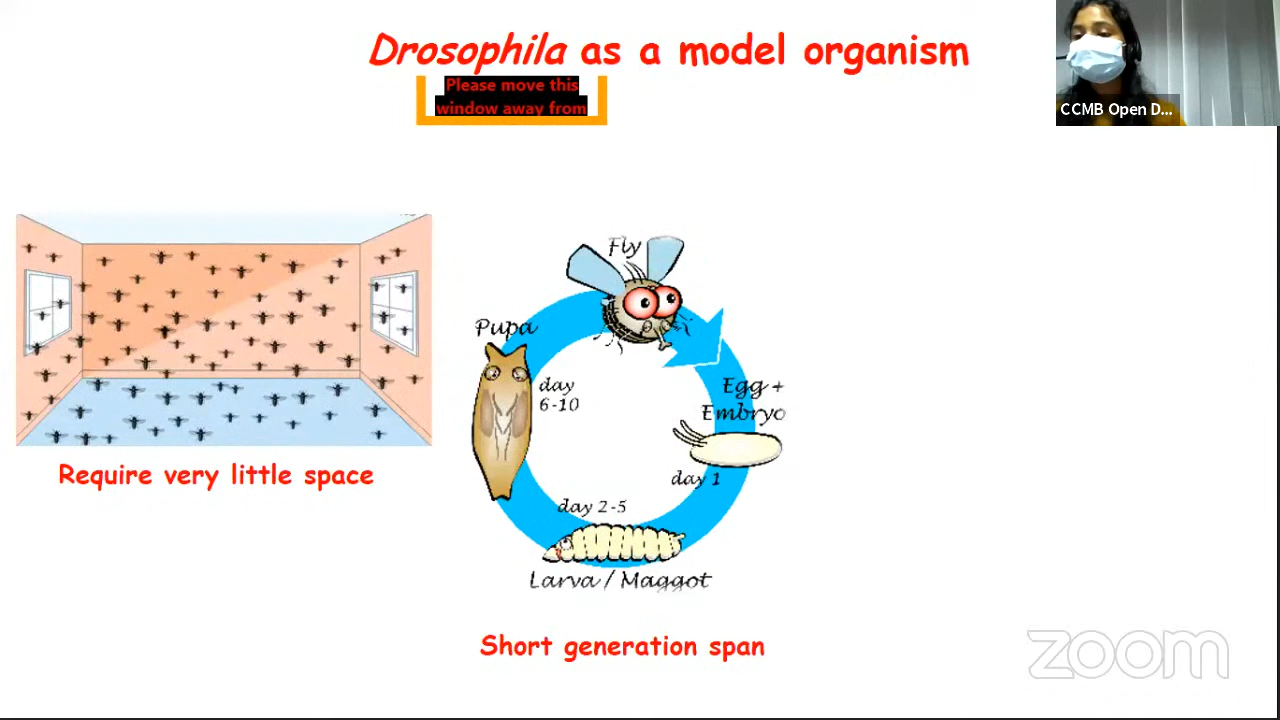 Drosophila as a model organism
Please move this
window away from
CCMB Open D...
Fly
Pupa
day
6-10
Egg +
Embryo
day 1
day 2-5
Larva / Maggot
Require very little space
Short generation span
zoom